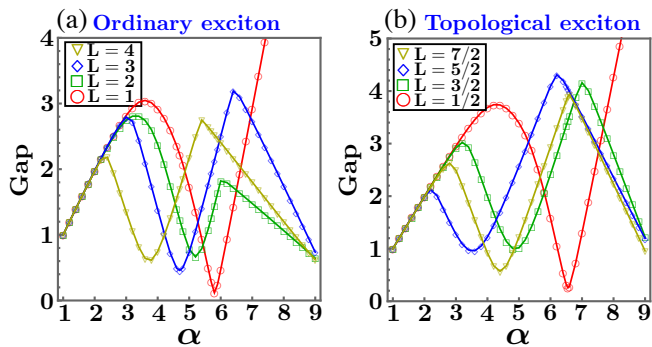 (a) Ordinary exciton
L = 4
L = 3
L = 2
L = 1
Gap
4
3
2
1
0
1 2 3 4 5 6 7 8 9
α
(b) Topological exciton
L = 7/2
L = 5/2
L = 3/2
L = 1/2
Gap
5
4
3
2
1
0
1 2 3 4 5 6 7 8 9
α